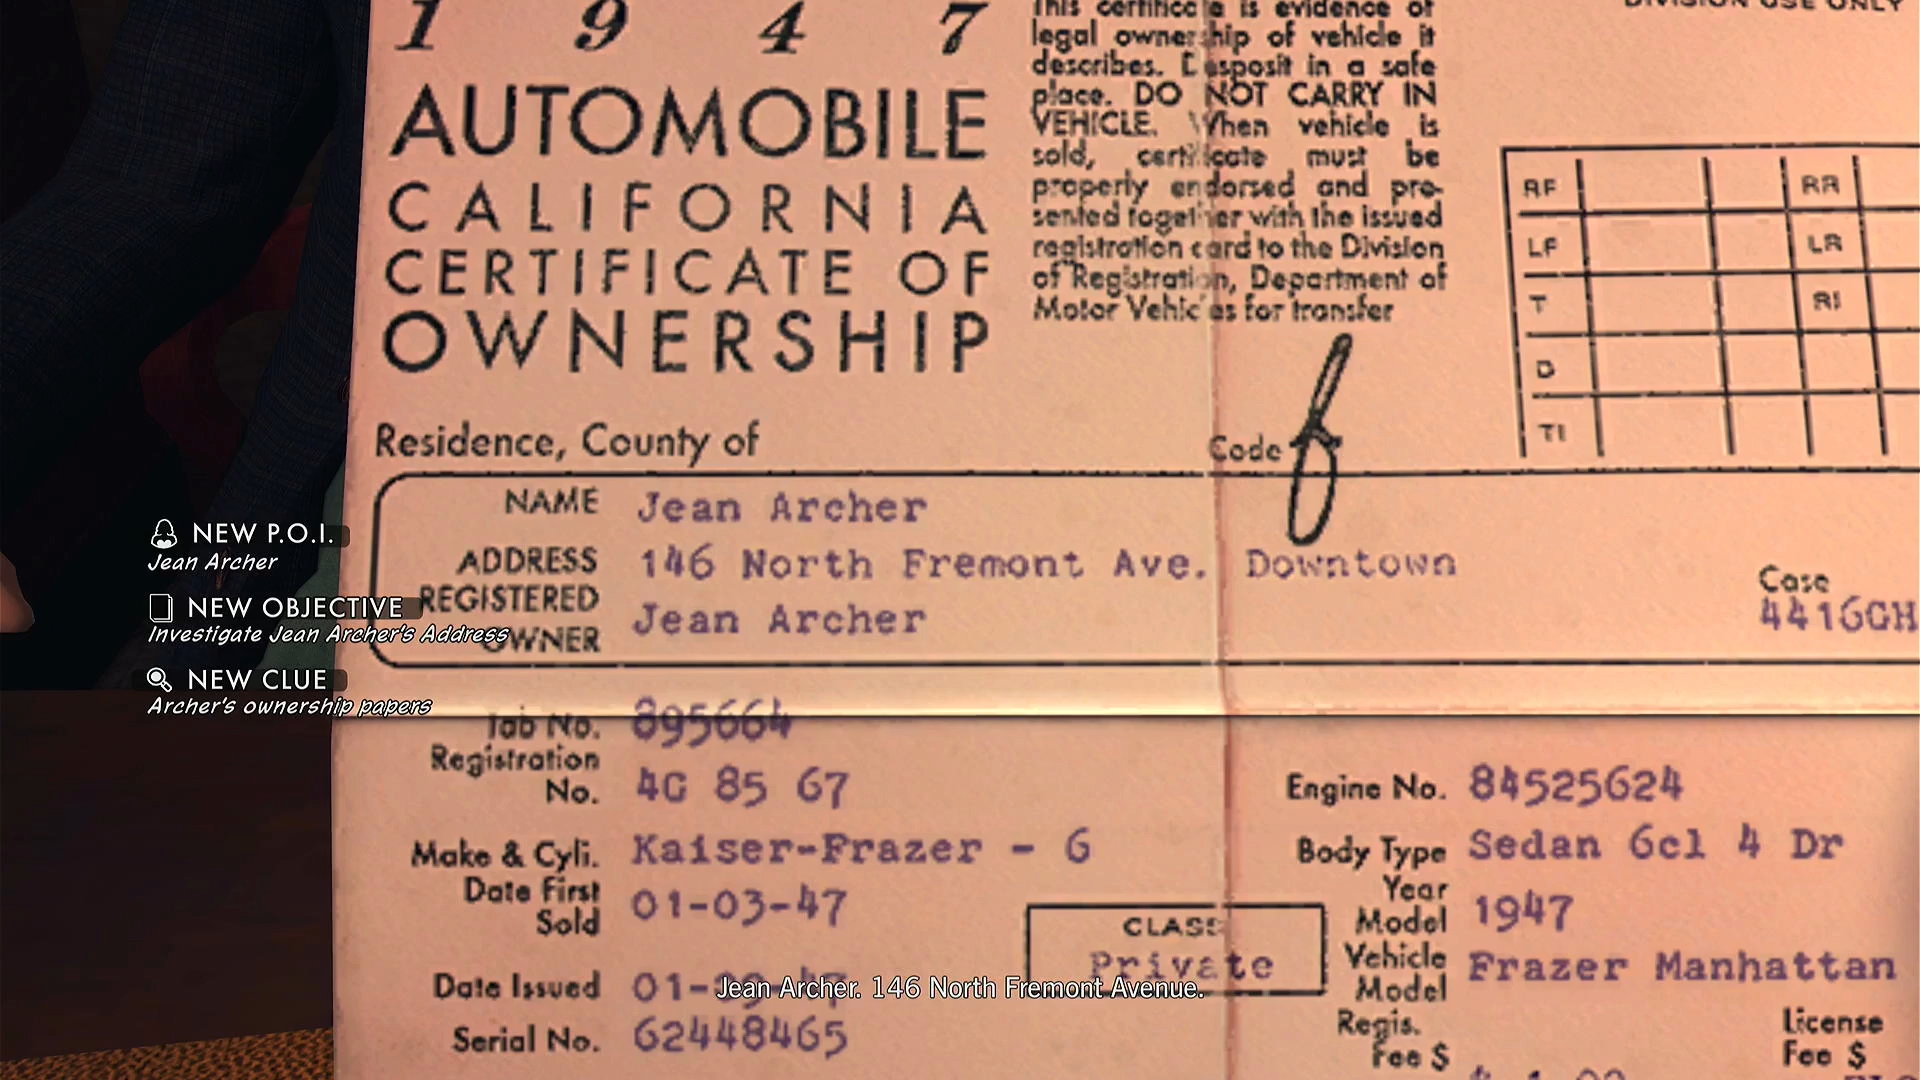 1 9 4 7
AUTOMOBILE
CALIFORNIA
CERTIFICATE OF
OWNERSHIP
This certificate is evidence of
legal ownership of vehicle it
describes. Desposit in a safe
place. DO NOT CARRY IN
VEHICLE. When vehicle is
sold, certificate must be
properly endorsed and pre-
sented together with the issued
registration card to the Division
of Registration, Department of
Motor Vehicles for transfer
DIVISION USE ONLY
RF RR
LF LR
T RI
D
TI
Residence, County of
Code
NAME Jean Archer
ADDRESS 146 North Fremont Ave. Downtown
REGISTERED
OWNER Jean Archer
Case
4416GH
NEW P.O.I.
Jean Archer
NEW OBJECTIVE
Investigate Jean Archer's Address
NEW CLUE
Archer's ownership papers
Tab No. 895664
Registration
No. 4C 85 67
Engine No. 84525624
Make & Cyli. Kaiser-Frazer - 6
Body Type Sedan 6cl 4 Dr
Date First
Sold 01-03-47
Year
Model 1947
CLASS
Private
Vehicle
Model Frazer Manhattan
Date Issued 01-
Serial No. 62448465
Regis.
Fee $
License
Fee $
Jean Archer. 146 North Fremont Avenue.